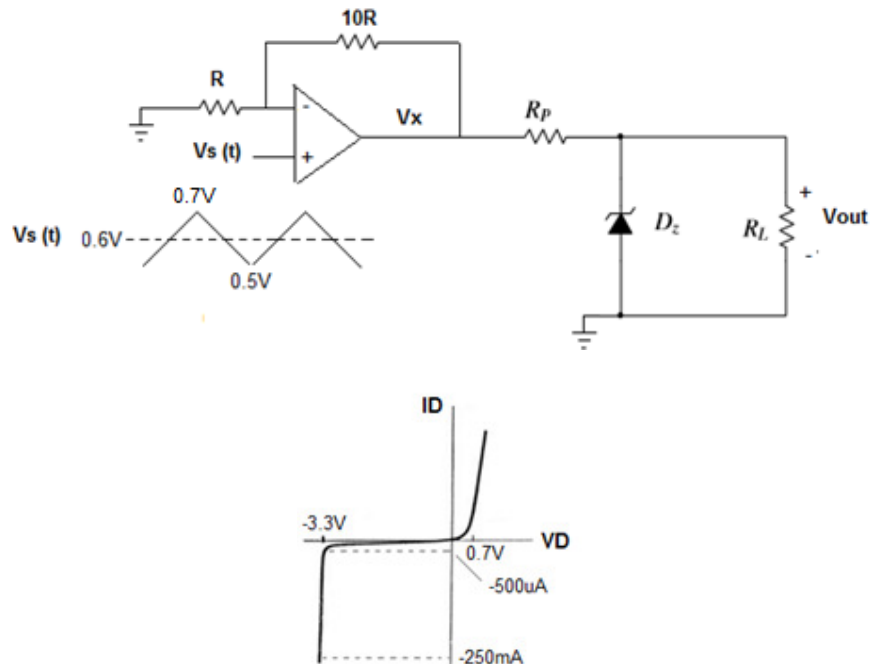 10R
R
-
Vx
Rp
Vs (t)
+
0.7V
Vs (t)
0.6V
0.5V
Dz
RL
+
Vout
-
ID
-3.3V
VD
0.7V
-500uA
-250mA